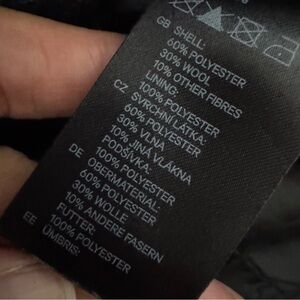 GB SHELL:
60% POLYESTER
30% WOOL
10% OTHER FIBRES
LINING:
100% POLYESTER
CZ SVRCHNÍ LÁTKA:
60% POLYESTER
30% VLNA
10% JINÁ VLÁKNA
PODŠÍVKA:
100% POLYESTER
DE OBERMATERIAL:
60% POLYESTER
30% WOLLE
10% ANDERE FASERN
FUTTER:
100% POLYESTER
EE ÜMBRIS: